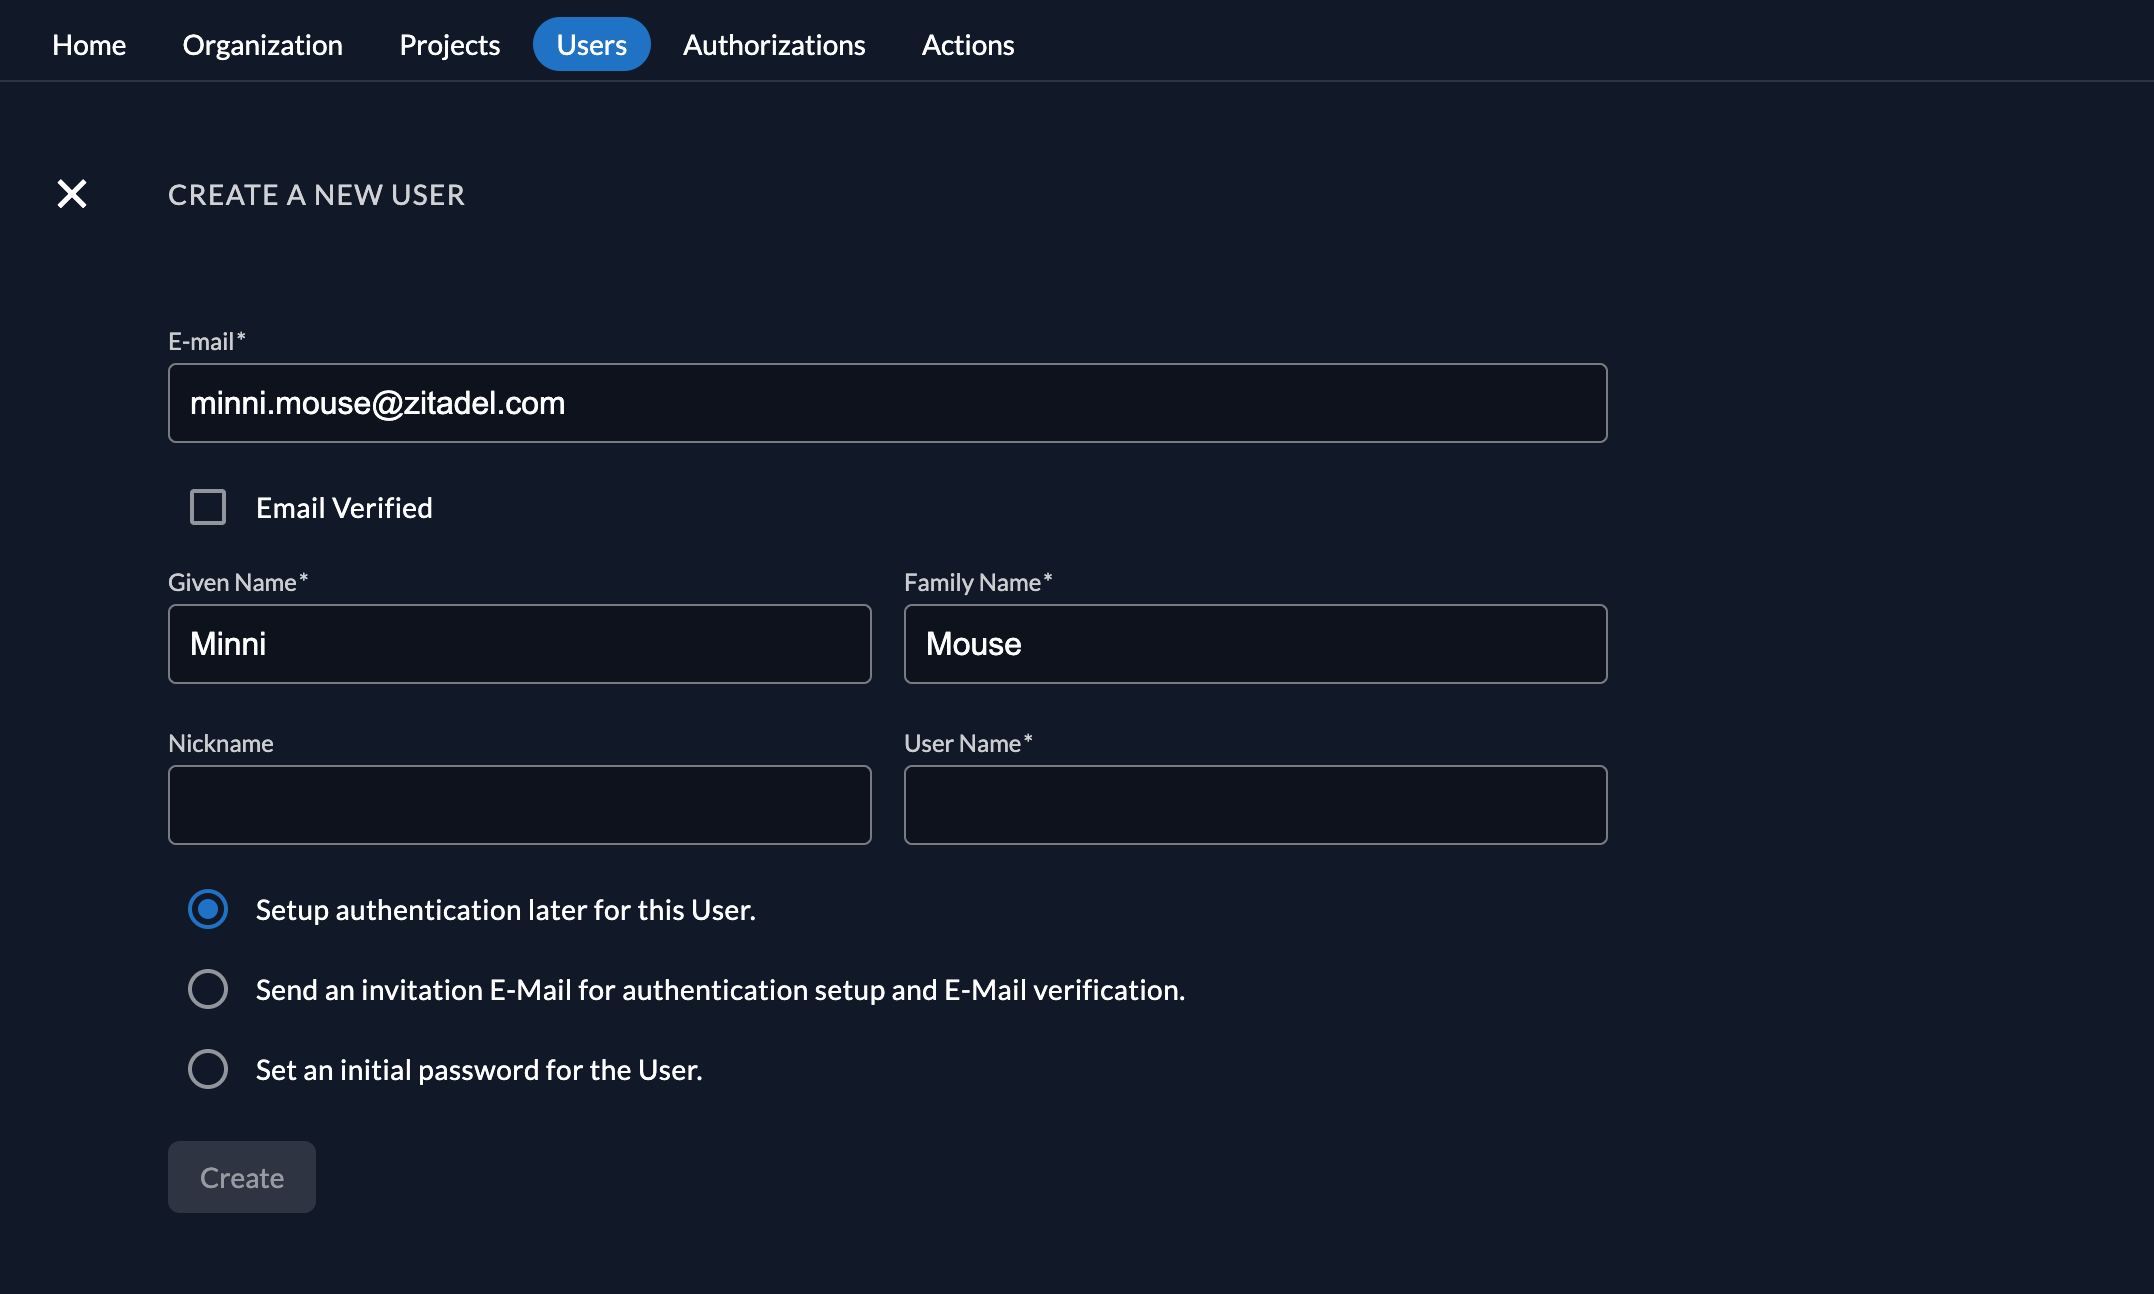 Home Organization Projects Users Authorizations Actions
CREATE A NEW USER
E-mail*
minni.mouse@zitadel.com
Email Verified
Given Name* Family Name*
Minni Mouse
Nickname User Name*
Setup authentication later for this User.
Send an invitation E-Mail for authentication setup and E-Mail verification.
Set an initial password for the User.
Create